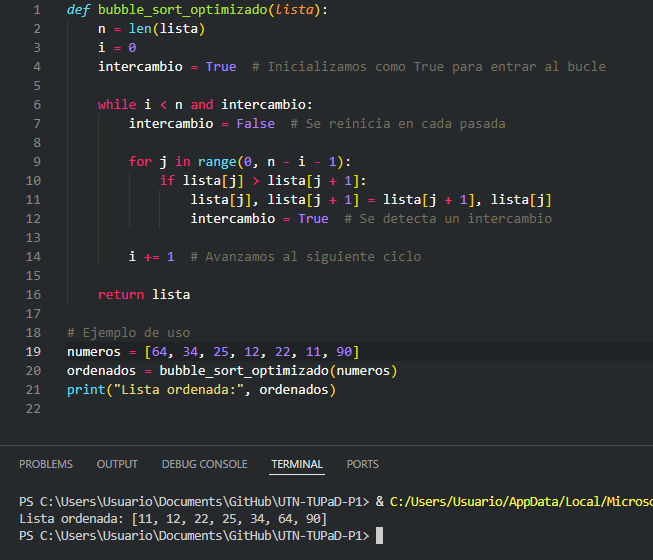 1 def bubble_sort_optimizado(lista):
2     n = len(lista)
3     i = 0
4     intercambio = True  # Inicializamos como True para entrar al bucle
5
6     while i < n and intercambio:
7         intercambio = False  # Se reinicia en cada pasada
8
9         for j in range(0, n - i - 1):
10             if lista[j] > lista[j + 1]:
11                 lista[j], lista[j + 1] = lista[j + 1], lista[j]
12                 intercambio = True  # Se detecta un intercambio
13
14         i += 1  # Avanzamos al siguiente ciclo
15
16     return lista
17
18 # Ejemplo de uso
19 numeros = [64, 34, 25, 12, 22, 11, 90]
20 ordenados = bubble_sort_optimizado(numeros)
21 print("Lista ordenada:", ordenados)
22
PROBLEMS OUTPUT DEBUG CONSOLE TERMINAL PORTS
PS C:\Users\Usuario\Documents\GitHub\UTN-TUPaD-P1> & C:/Users/Usuario/AppData/Local/Microso
Lista ordenada: [11, 12, 22, 25, 34, 64, 90]
PS C:\Users\Usuario\Documents\GitHub\UTN-TUPaD-P1>